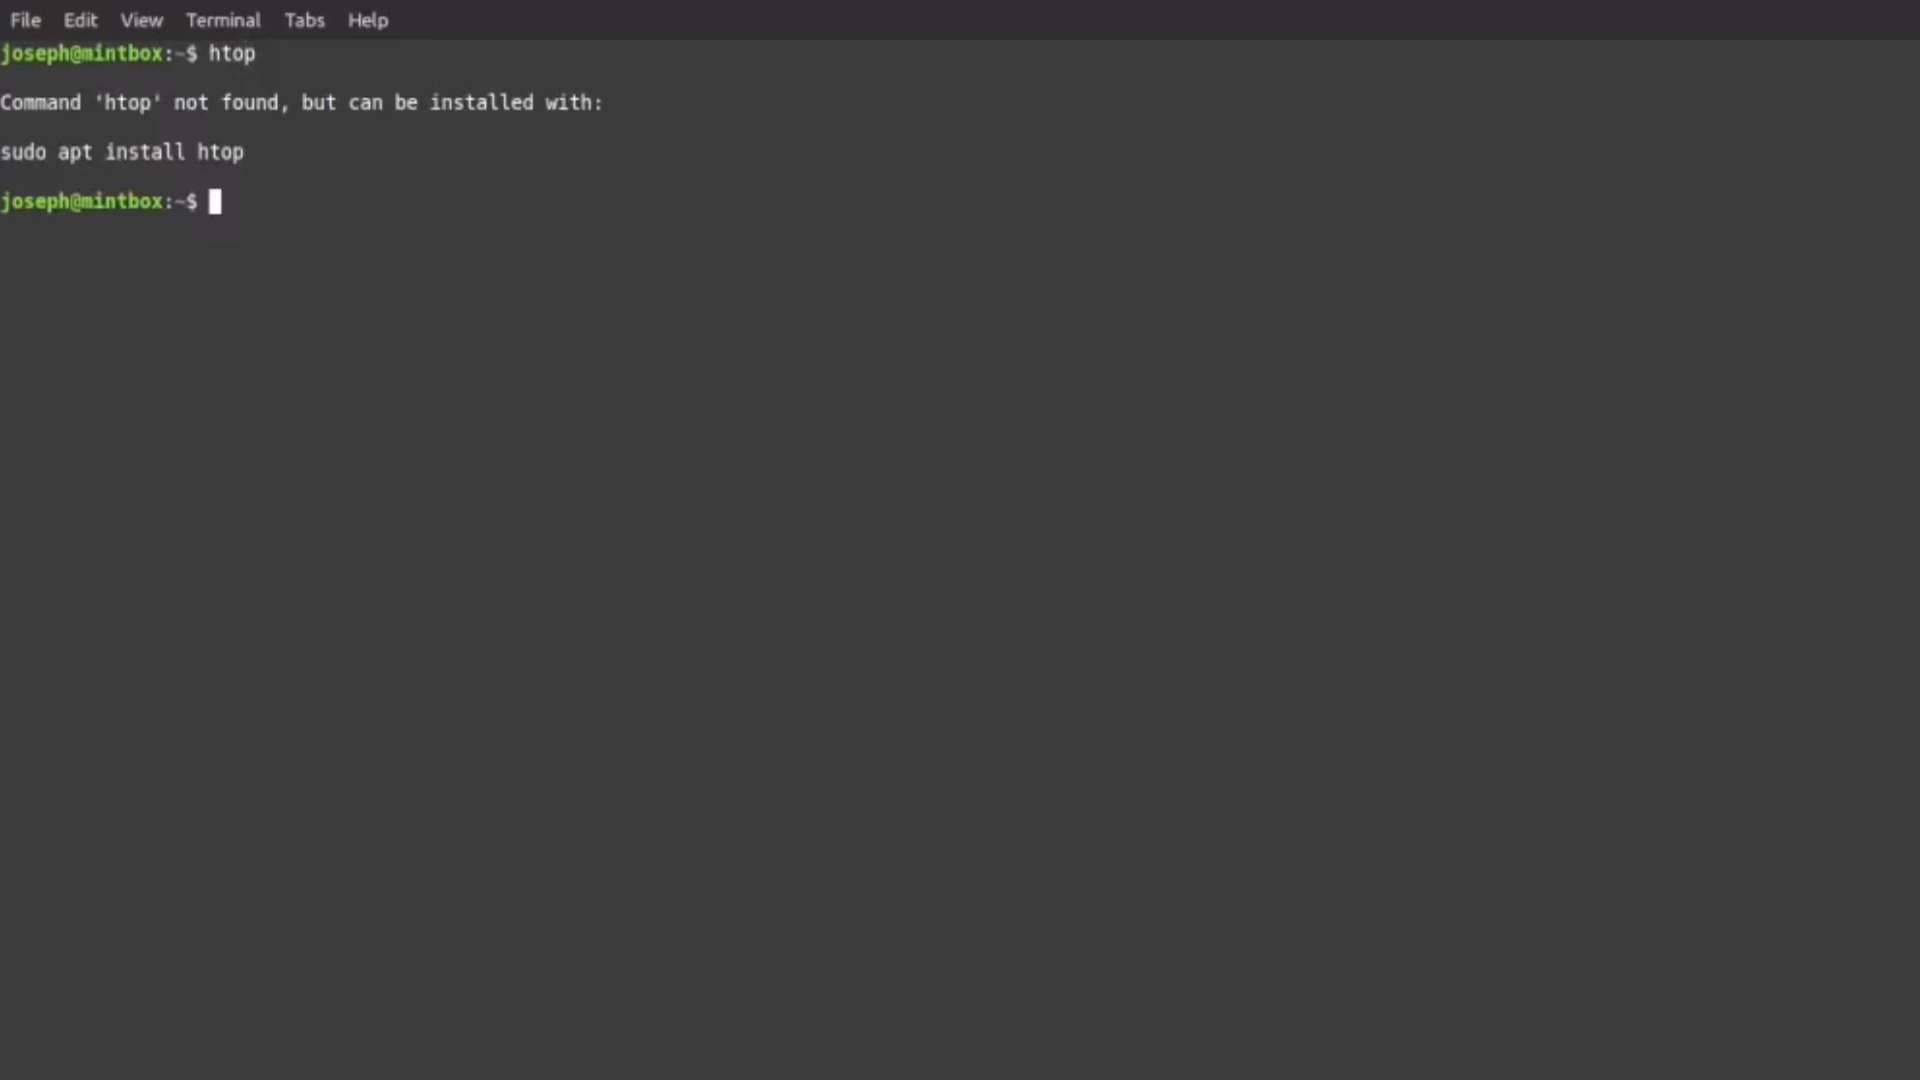 File Edit View Terminal Tabs Help
joseph@mintbox:~$ htop
Command 'htop' not found, but can be installed with:
sudo apt install htop
joseph@mintbox:~$